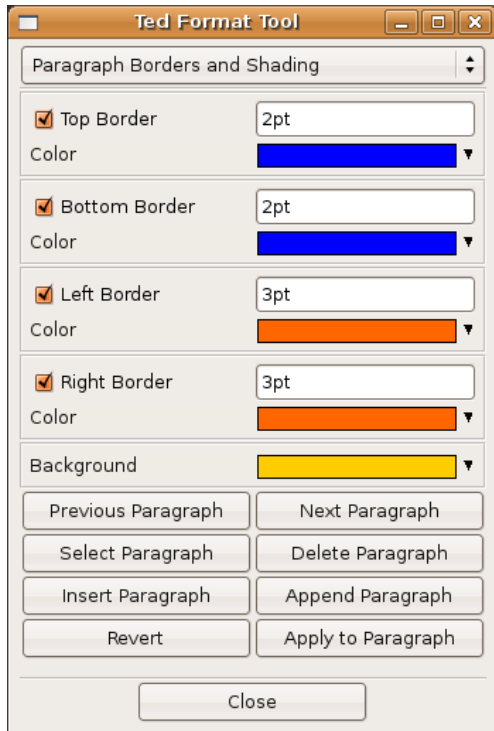 Ted Format Tool
Paragraph Borders and Shading
Top Border 2pt
Color
Bottom Border 2pt
Color
Left Border 3pt
Color
Right Border 3pt
Color
Background
Previous Paragraph Next Paragraph
Select Paragraph Delete Paragraph
Insert Paragraph Append Paragraph
Revert Apply to Paragraph
Close